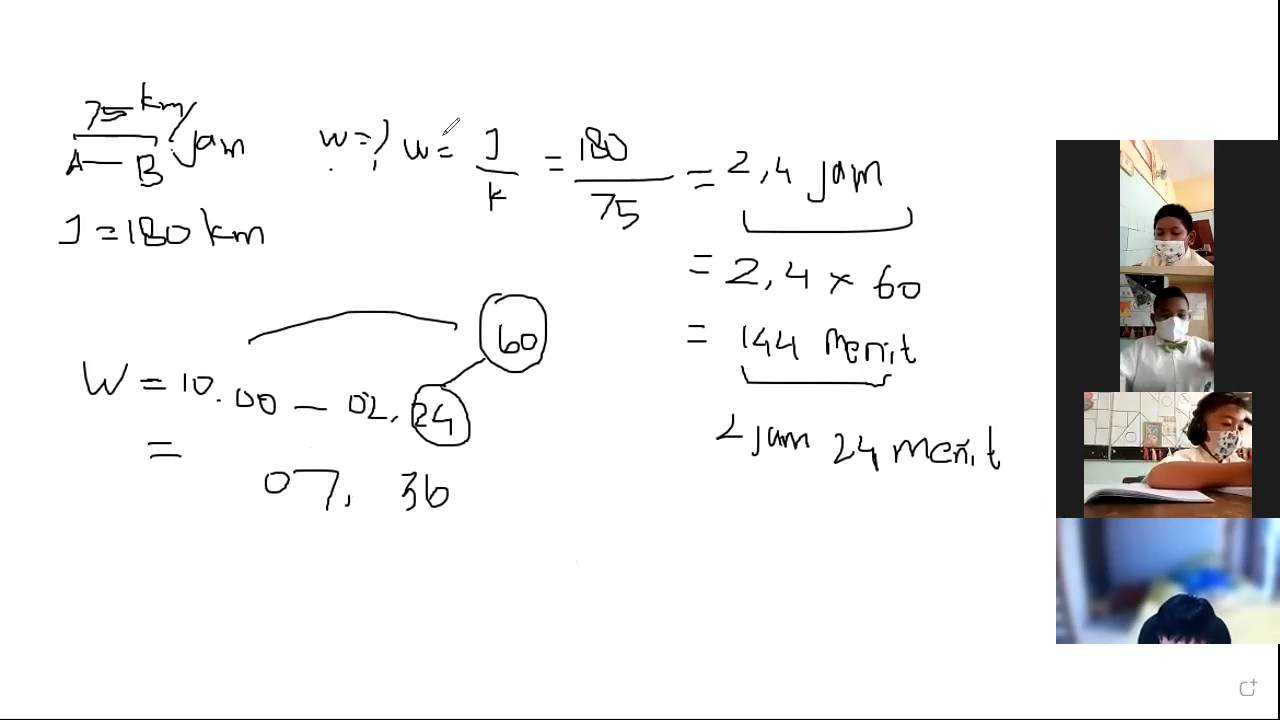 75 km/jam
A — B
J = 180 km
w = ? w = J/k = 180/75 = 2,4 jam
= 2,4 x 60
= 144 menit
2 jam 24 menit
60
W = 10.00 — 02.24
= 07.36